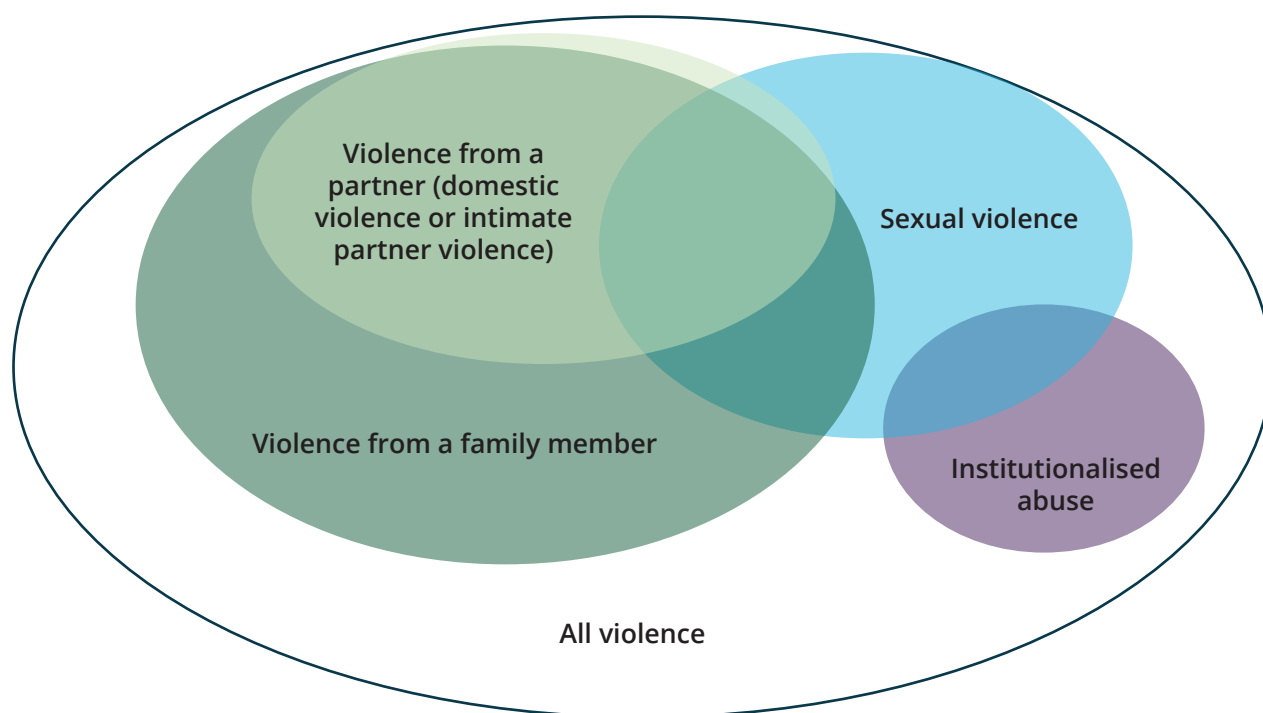 Violence from a
partner (domestic
violence or intimate
partner violence)
Sexual violence
Violence from a family member
Institutionalised
abuse
All violence